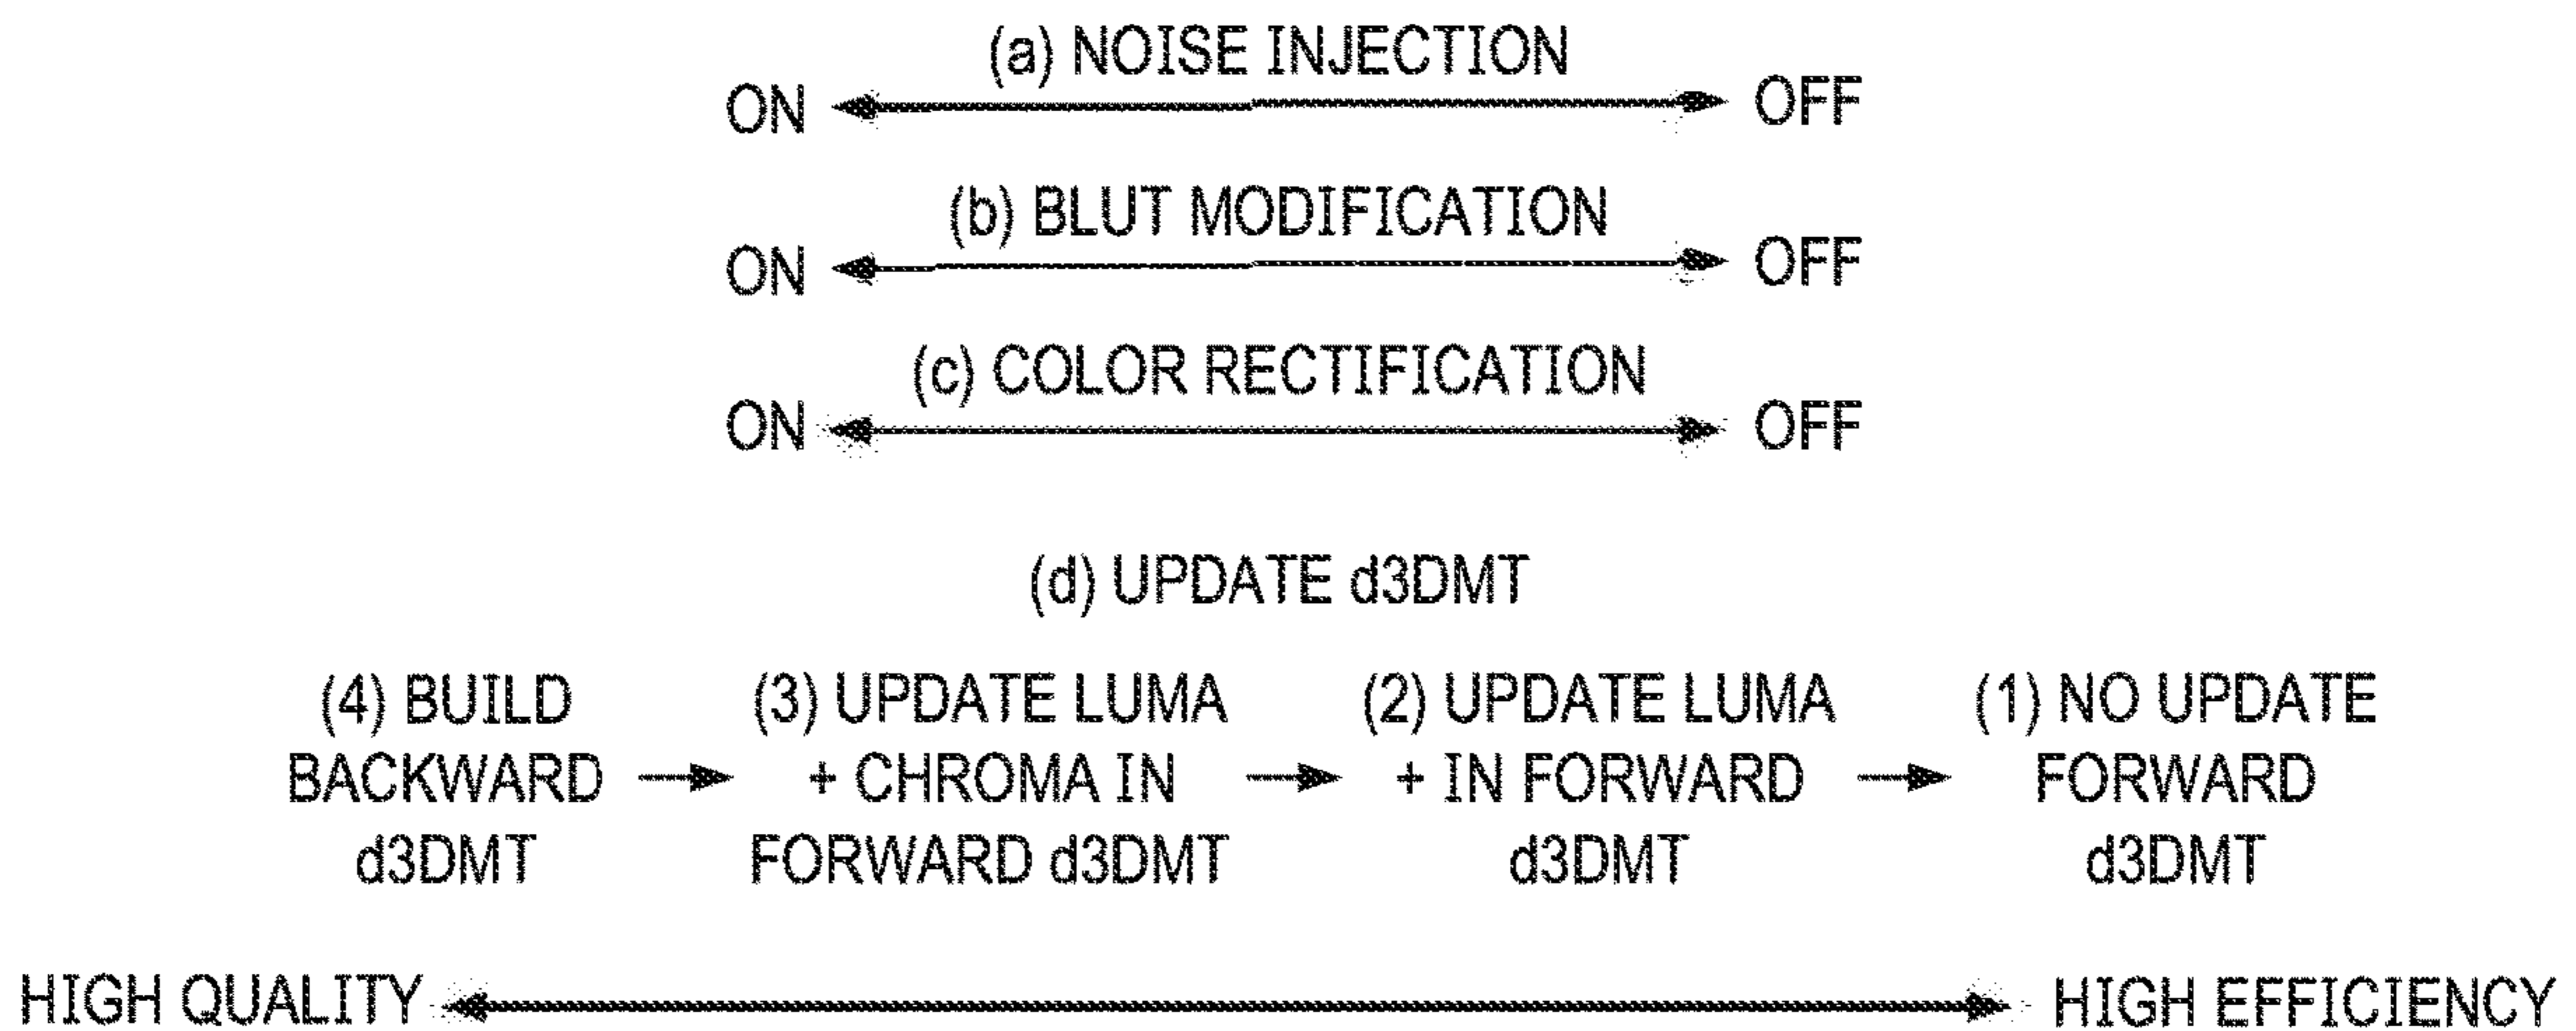 (a) NOISE INJECTION
ON OFF
(b) BLUT MODIFICATION
ON OFF
(c) COLOR RECTIFICATION
ON OFF
(d) UPDATE d3DMT
(4) BUILD
BACKWARD
d3DMT
(3) UPDATE LUMA
+ CHROMA IN
FORWARD d3DMT
(2) UPDATE LUMA
+ IN FORWARD
d3DMT
(1) NO UPDATE
FORWARD
d3DMT
HIGH QUALITY HIGH EFFICIENCY